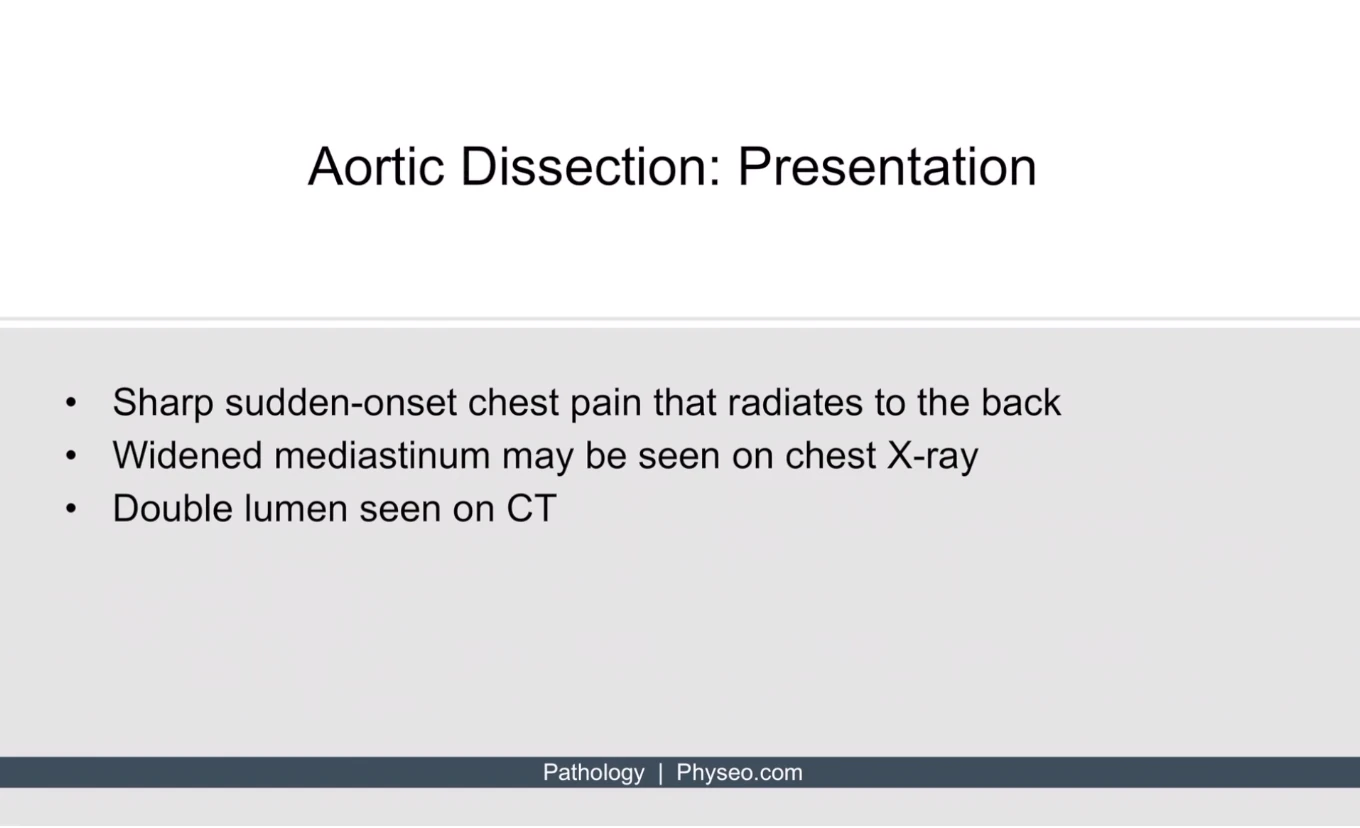 Aortic Dissection: Presentation
• Sharp sudden-onset chest pain that radiates to the back
• Widened mediastinum may be seen on chest X-ray
• Double lumen seen on CT
Pathology | Physeo.com